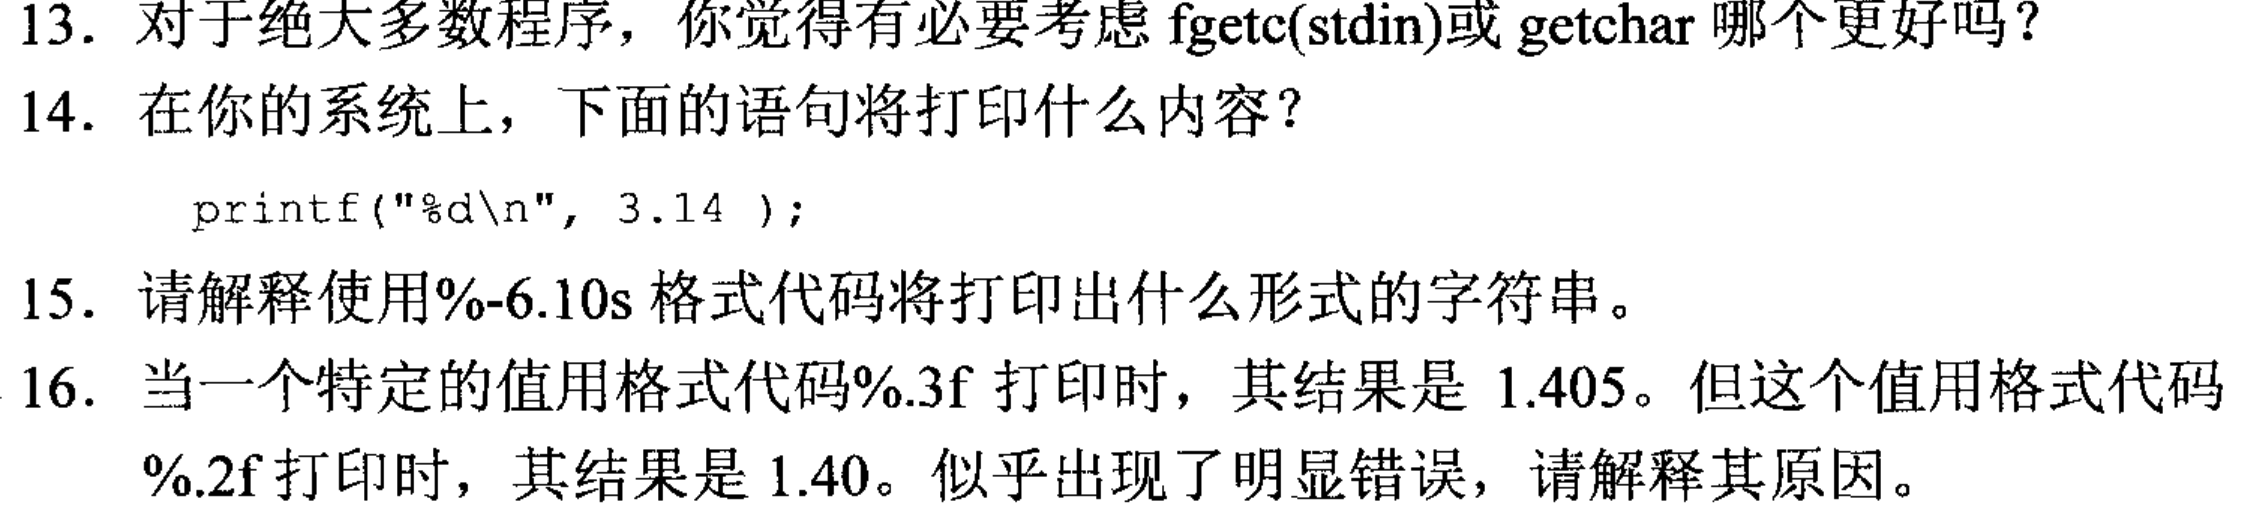 13. 对于绝大多数程序，你觉得有必要考虑 fgetc(stdin)或 getchar 哪个更好吗？
14. 在你的系统上，下面的语句将打印什么内容？
printf("%d\n", 3.14 );
15. 请解释使用%-6.10s 格式代码将打印出什么形式的字符串。
16. 当一个特定的值用格式代码%.3f 打印时，其结果是 1.405。但这个值用格式代码
%.2f 打印时，其结果是 1.40。似乎出现了明显错误，请解释其原因。